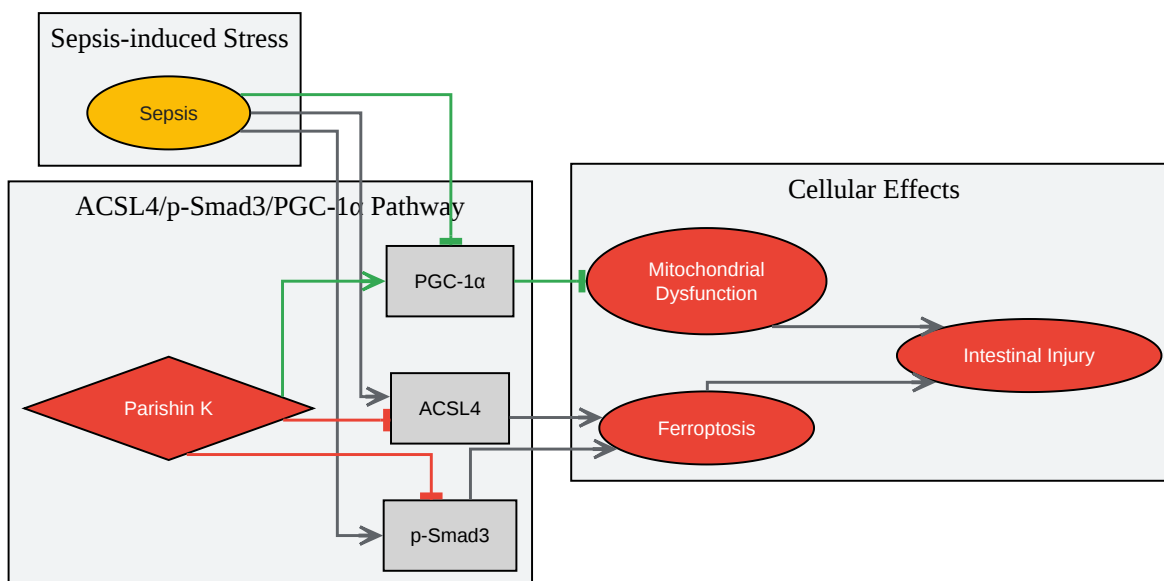 Sepsis-induced Stress
Sepsis
ACSL4/p-Smad3/PGC-1α Pathway
PGC-1α
Parishin K
ACSL4
p-Smad3
Cellular Effects
Mitochondrial
Dysfunction
Intestinal Injury
Ferroptosis